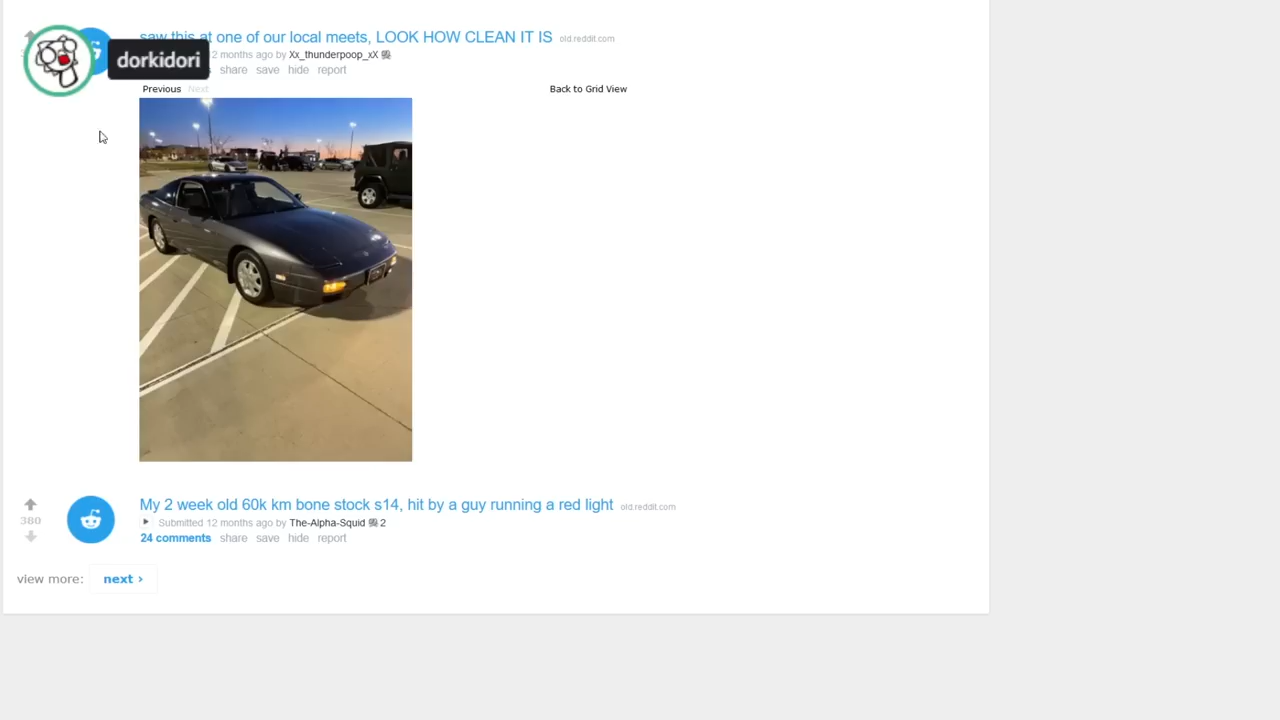 saw this at one of our local meets, LOOK HOW CLEAN IT IS old.reddit.com
dorkidori
2 months ago by Xx_thunderpoop_xX
share save hide report
Previous Next Back to Grid View
My 2 week old 60k km bone stock s14, hit by a guy running a red light old.reddit.com
380
Submitted 12 months ago by The-Alpha-Squid 2
24 comments share save hide report
view more: next ›